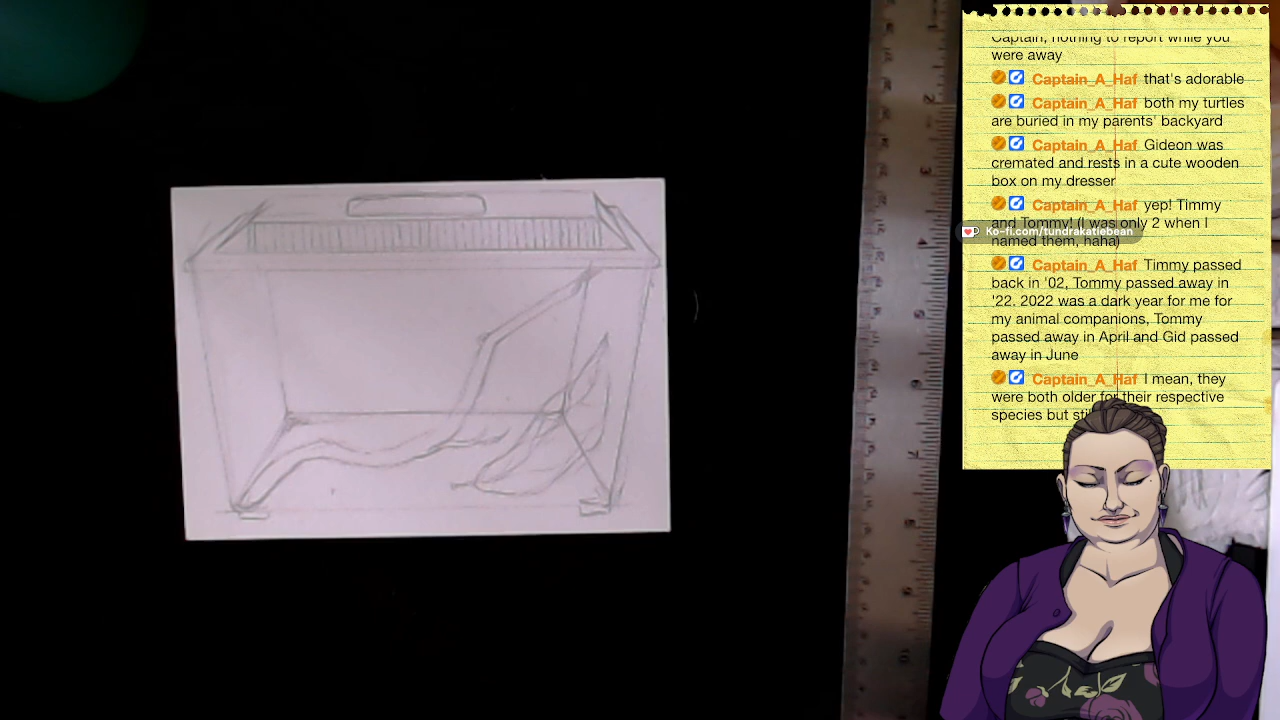 Captain, nothing to report while you
were away
Captain_A_Haf that's adorable
Captain_A_Haf both my turtles
are buried in my parents' backyard
Captain_A_Haf Gideon was
cremated and rests in a cute wooden
box on my dresser
Captain_A_Haf yep! Timmy
and Tommy! (I was only 2 when I
named them, haha)
Ko-fi.com/tundrakatiebean
Captain_A_Haf Timmy passed
back in '02, Tommy passed away in
'22. 2022 was a dark year for me for
my animal companions, Tommy
passed away in April and Gid passed
away in June
Captain_A_Haf I mean, they
were both older for their respective
species but